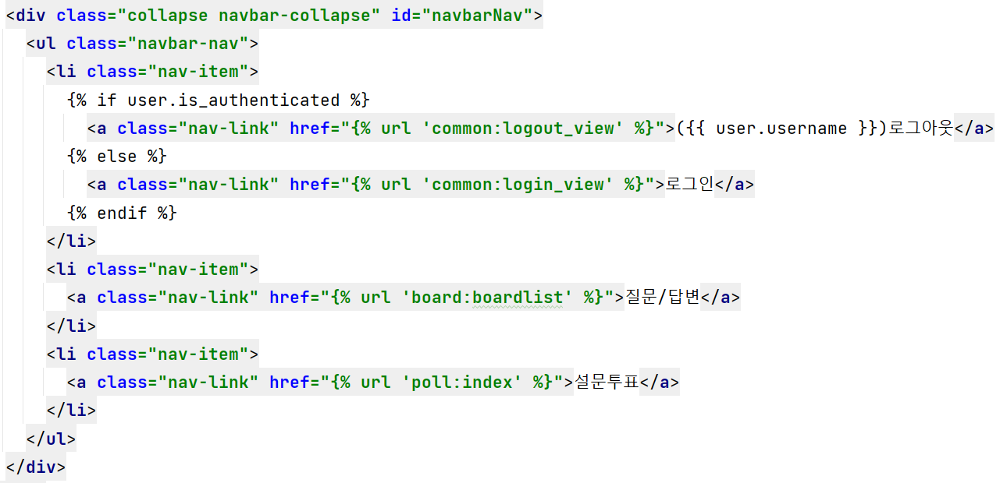 <div class="collapse navbar-collapse" id="navbarNav">
<ul class="navbar-nav">
<li class="nav-item">
{% if user.is_authenticated %}
<a class="nav-link" href="{% url 'common:logout_view' %}">({{ user.username }})로그아웃</a>
{% else %}
<a class="nav-link" href="{% url 'common:login_view' %}">로그인</a>
{% endif %}
</li>
<li class="nav-item">
<a class="nav-link" href="{% url 'board:boardlist' %}">질문/답변</a>
</li>
<li class="nav-item">
<a class="nav-link" href="{% url 'poll:index' %}">설문투표</a>
</li>
</ul>
</div>